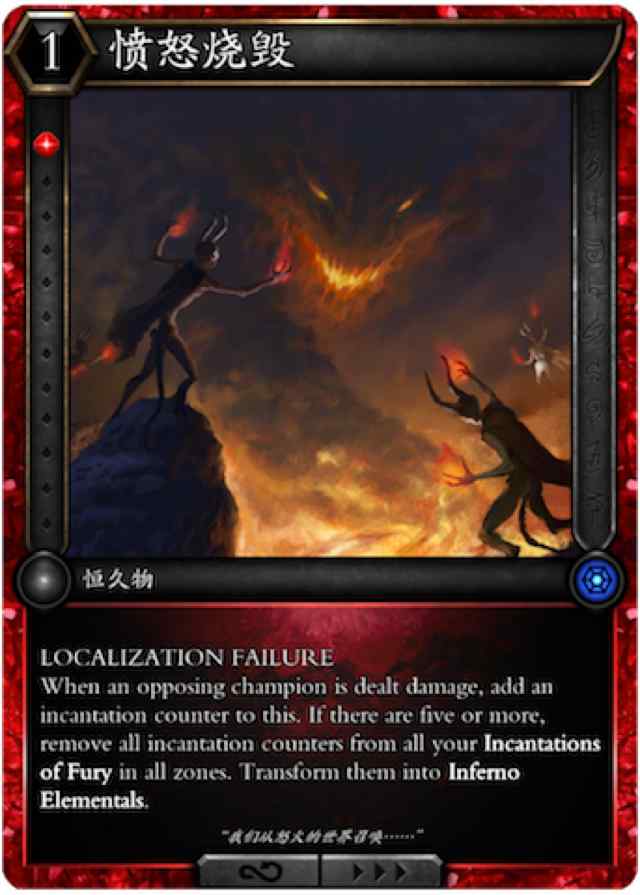 1
愤怒烧毁
恒久物
LOCALIZATION FAILURE
When an opposing champion is dealt damage, add an
incantation counter to this. If there are five or more,
remove all incantation counters from all your Incantations
of Fury in all zones. Transform them into Inferno
Elementals.
“我们从怒火的世界召唤……”